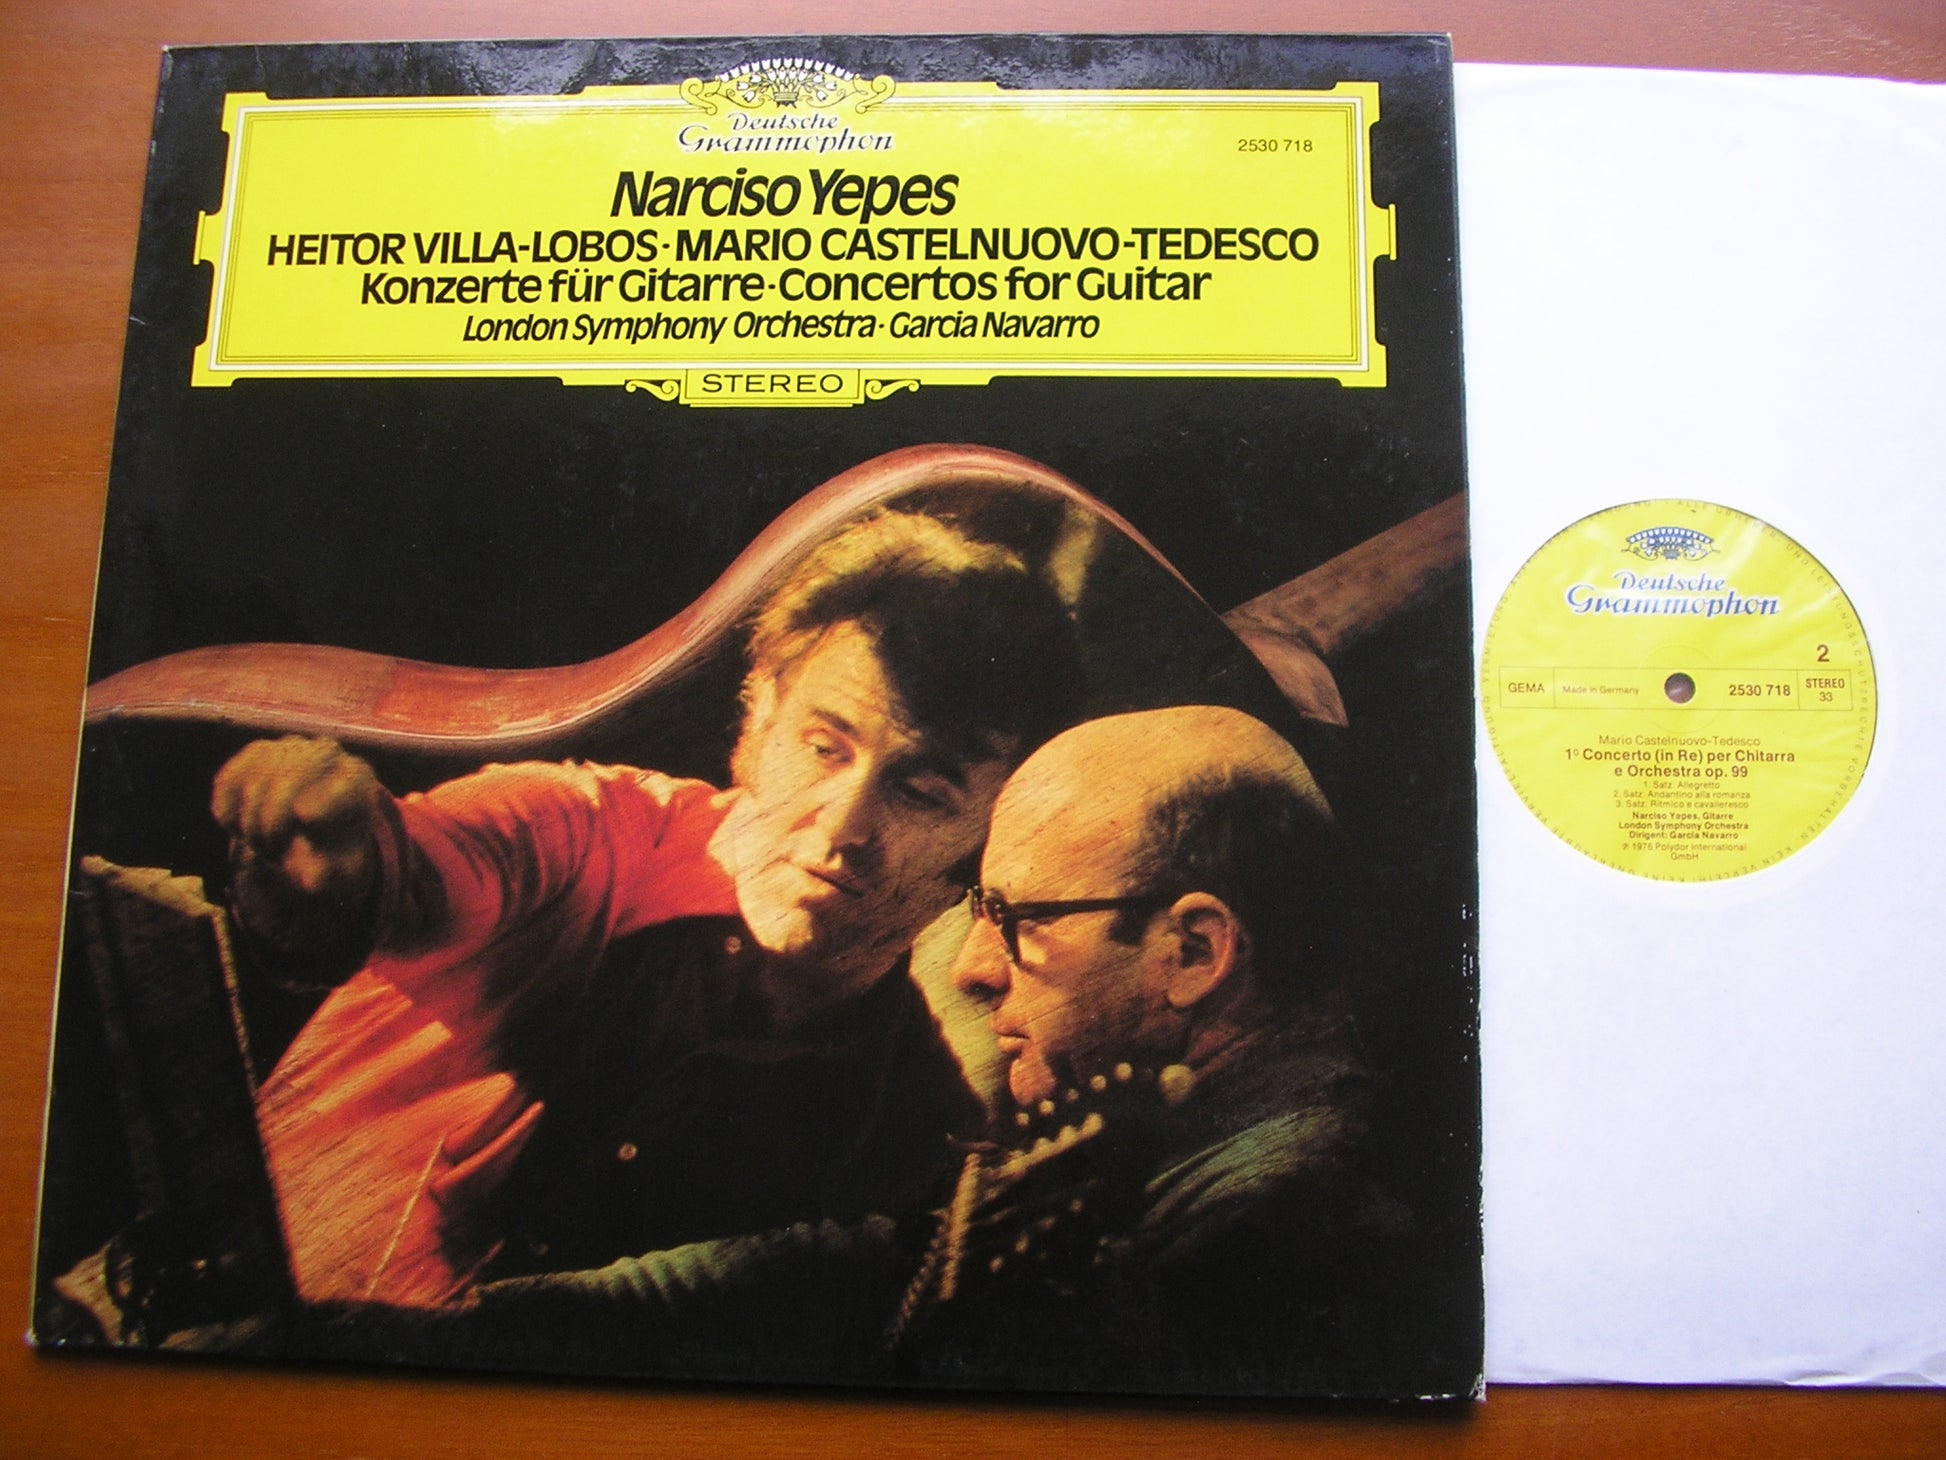 Deutsche
Grammophon
2530 718
Narciso Yepes
HEITOR VILLA-LOBOS · MARIO CASTELNUOVO-TEDESCO
Konzerte für Gitarre · Concertos for Guitar
London Symphony Orchestra · Garcia Navarro
STEREO
Deutsche
Grammophon
2
GEMA
Made in Germany
2530 718
STEREO
33
Mario Castelnuovo-Tedesco
1º Concerto (in Re) per Chitarra
e Orchestra op. 99
1. Satz: Allegretto
2. Satz: Andantino alla romanza
3. Satz: Ritmico e cavalleresco
Narciso Yepes, Gitarre
London Symphony Orchestra
Dirigent: Garcia Navarro
℗ 1976 Polydor International
GmbH